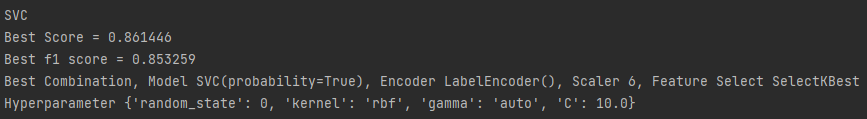 SVC
Best Score = 0.861446
Best f1 score = 0.853259
Best Combination, Model SVC(probability=True), Encoder LabelEncoder(), Scaler 6, Feature Select SelectKBest
Hyperparameter {'random_state': 0, 'kernel': 'rbf', 'gamma': 'auto', 'C': 10.0}